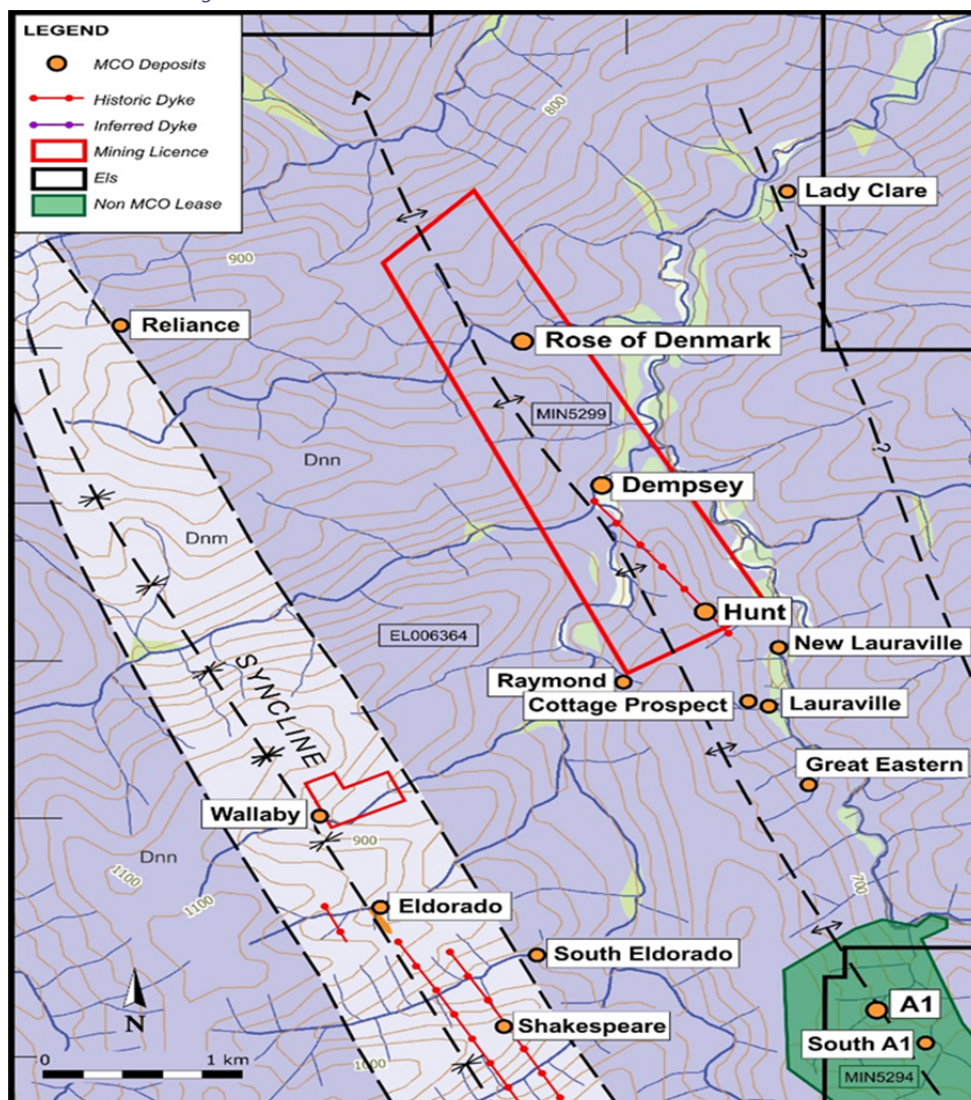 LEGEND
MCO Deposits
Historic Dyke
Inferred Dyke
Mining Licence
Els
Non MCO Lease
800
Lady Clare
900
?
Reliance
Rose of Denmark
MIN5299
?
Dnn
Dempsey
Dnm
Hunt
EL006364
New Lauraville
SYNCLINE
Raymond
Cottage Prospect
Lauraville
Great Eastern
Wallaby
900
Dnn
1100
1100
700
Eldorado
South Eldorado
A1
Shakespeare
N
South A1
0 1 km
1000
MIN5294